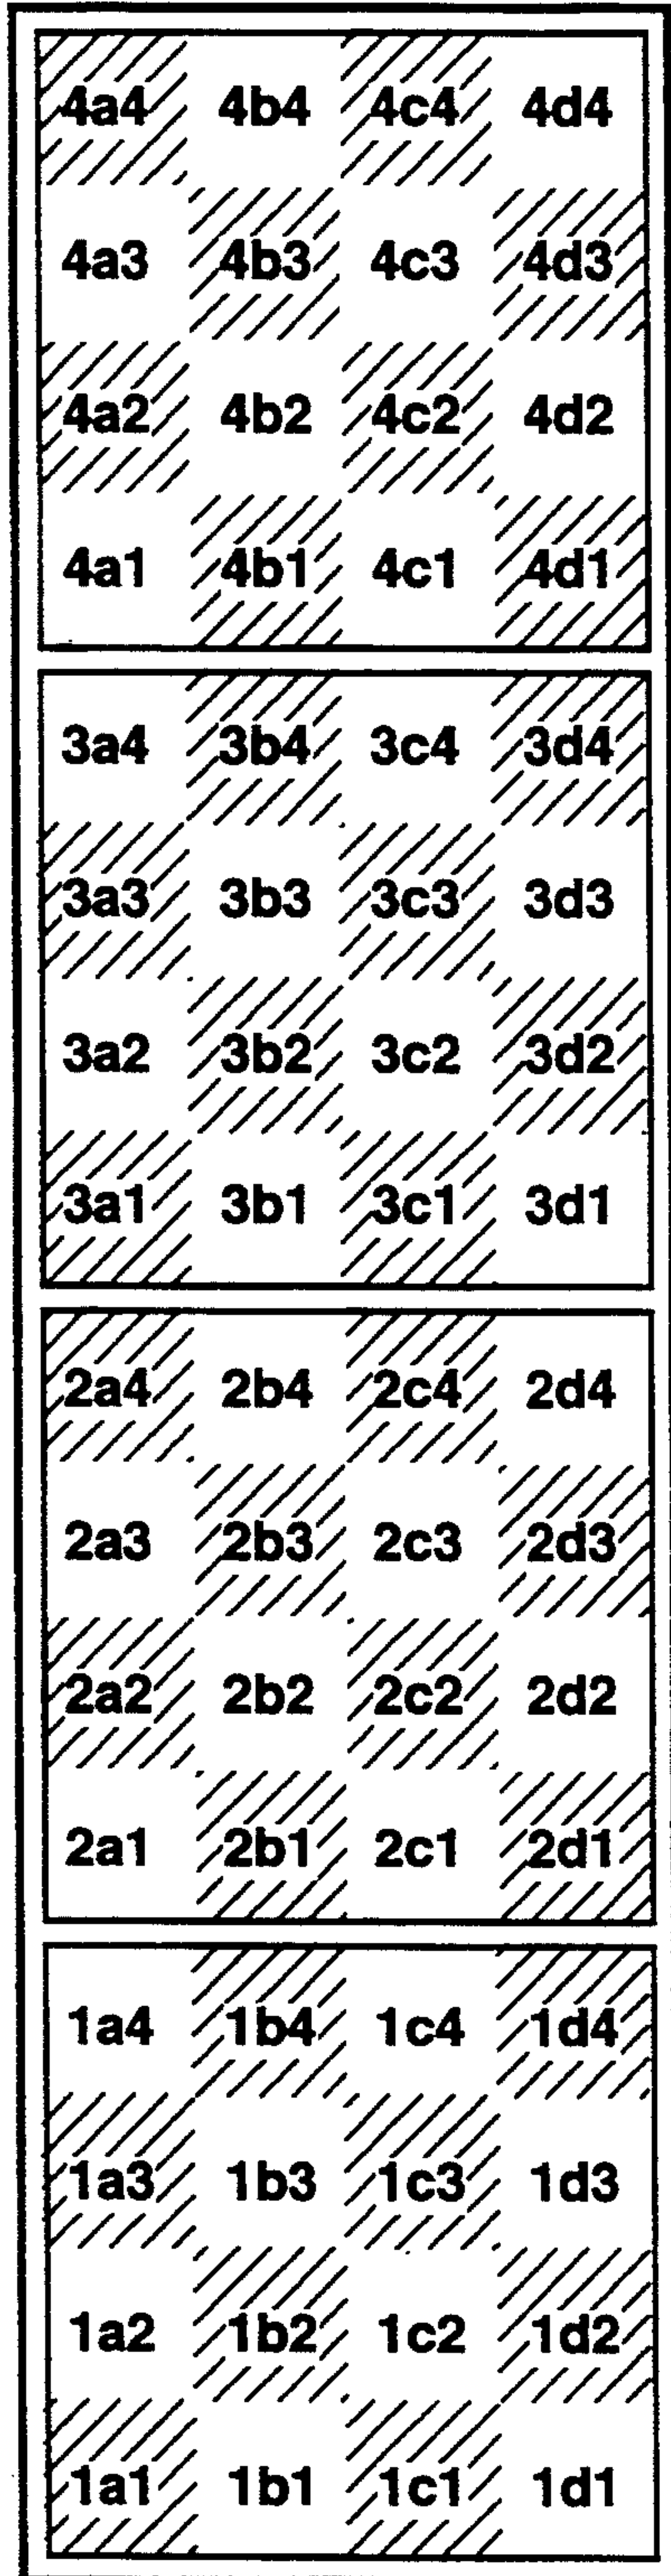 4a4 4b4 4c4 4d4
4a3 4b3 4c3 4d3
4a2 4b2 4c2 4d2
4a1 4b1 4c1 4d1
3a4 3b4 3c4 3d4
3a3 3b3 3c3 3d3
3a2 3b2 3c2 3d2
3a1 3b1 3c1 3d1
2a4 2b4 2c4 2d4
2a3 2b3 2c3 2d3
2a2 2b2 2c2 2d2
2a1 2b1 2c1 2d1
1a4 1b4 1c4 1d4
1a3 1b3 1c3 1d3
1a2 1b2 1c2 1d2
1a1 1b1 1c1 1d1